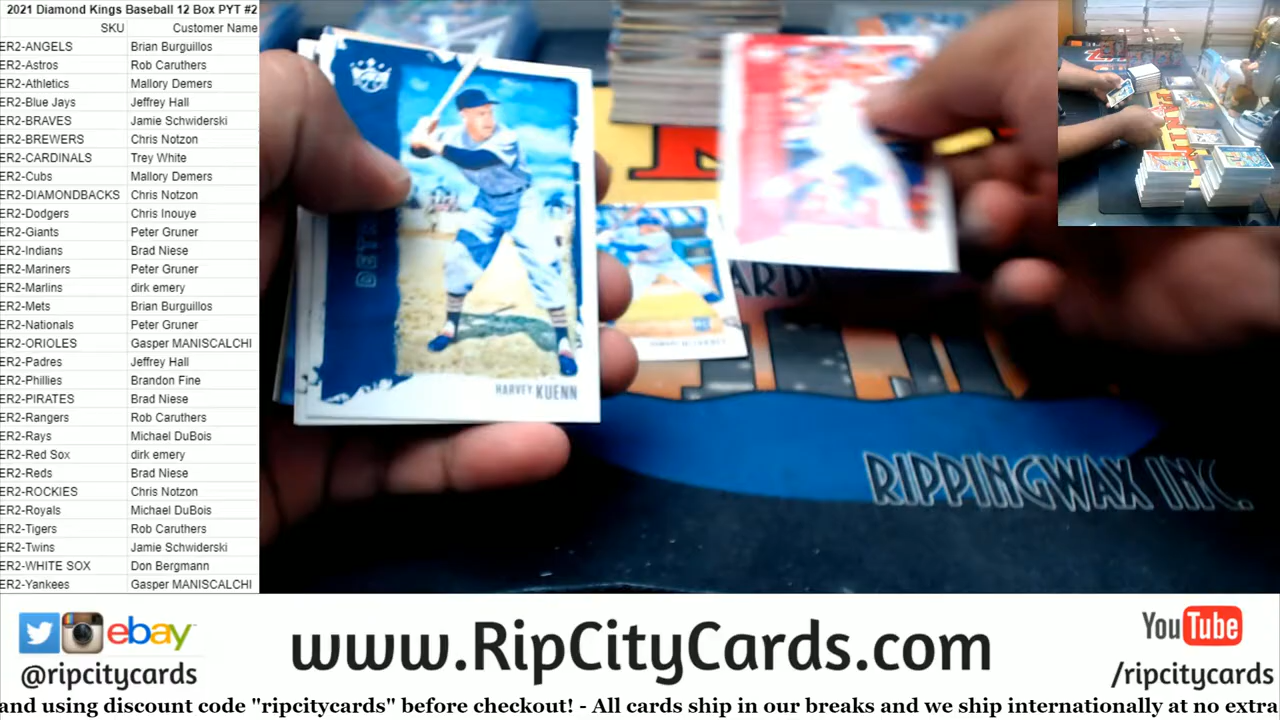 2021 Diamond Kings Baseball 12 Box PYT #2
SKU Customer Name
ER2-ANGELS Brian Burguillos
ER2-Astros Rob Caruthers
ER2-Athletics Mallory Demers
ER2-Blue Jays Jeffrey Hall
ER2-BRAVES Jamie Schwiderski
ER2-BREWERS Chris Notzon
ER2-CARDINALS Trey White
ER2-Cubs Mallory Demers
ER2-DIAMONDBACKS Chris Notzon
ER2-Dodgers Chris Inouye
ER2-Giants Peter Gruner
ER2-Indians Brad Niese
ER2-Mariners Peter Gruner
ER2-Marlins dirk emery
ER2-Mets Brian Burguillos
ER2-Nationals Peter Gruner
ER2-ORIOLES Gasper MANISCALCHI
ER2-Padres Jeffrey Hall
ER2-Phillies Brandon Fine
ER2-PIRATES Brad Niese
ER2-Rangers Rob Caruthers
ER2-Rays Michael DuBois
ER2-Red Sox dirk emery
ER2-Reds Brad Niese
ER2-ROCKIES Chris Notzon
ER2-Royals Michael DuBois
ER2-Tigers Rob Caruthers
ER2-Twins Jamie Schwiderski
ER2-WHITE SOX Don Bergmann
ER2-Yankees Gasper MANISCALCHI
HARVEY KUENN
RIPPINGWAX INC.
ebay
@ripcitycards
www.RipCityCards.com
YouTube
/ripcitycards
and using discount code "ripcitycards" before checkout! - All cards ship in our breaks and we ship internationally at no extra